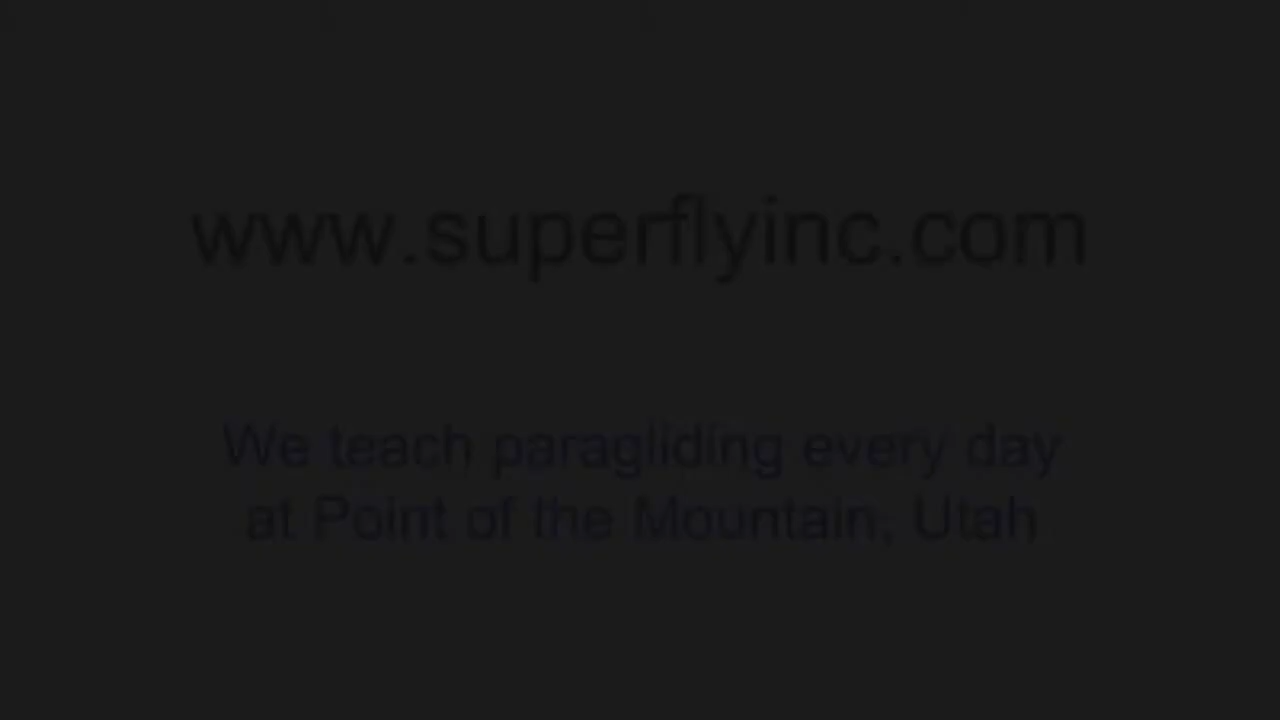 www.superflyinc.com
We teach paragliding every day
at Point of the Mountain, Utah